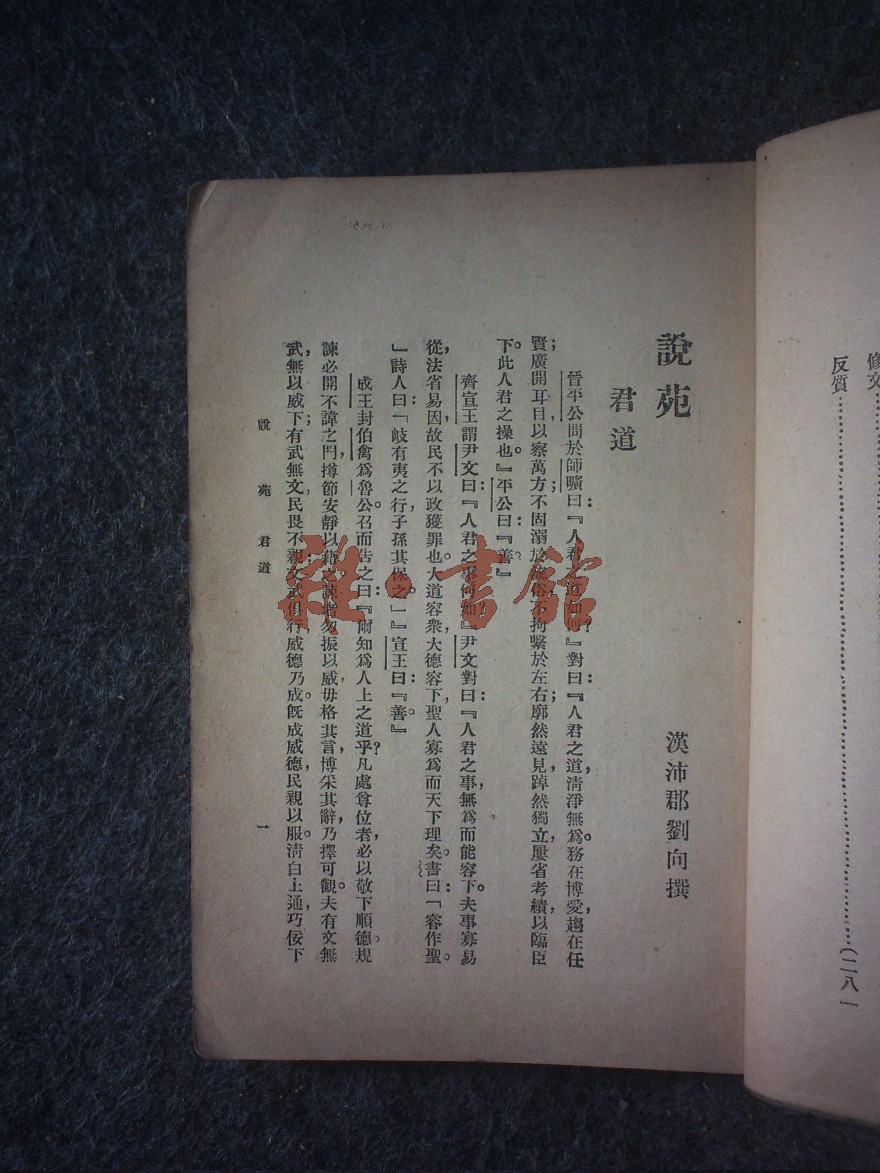 修文
反質……………………………………(二八
說苑
漢沛郡劉向撰
君道
晉平公問於師曠曰:『人君之道如何?』對曰:『人君之道,清淨無爲,務在博愛,趨在任
賢;廣開耳目,以察萬方;不固溺於流俗,不拘繫於左右;廓然遠見,踔然獨立;屢省考績,以臨臣
下。此人君之操也。』平公曰:『善。』
齊宣王謂尹文曰:『人君之事何如?』尹文對曰:『人君之事,無爲而能容下。夫事寡易
從,法省易因,故民不以政獲罪也。大道容衆,大德容下,聖人寡爲而天下理矣。書曰:「容作聖。
」詩人曰:「岐有夷之行,子孫其保之。」』宣王曰:『善。』
成王封伯禽爲魯公,召而告之曰:『爾知爲人上之道乎?凡處尊位者,必以敬下,順德規
諫,必開不諱之門,撙節安靜以藉之,諫者勿振以威,毋格其言,博采其辭,乃擇可觀。夫有文無
武,無以威下;有武無文,民畏不親;文武俱行,威德乃成。旣成威德,民親以服,清白上通,巧佞下
說苑 君道
一
雜·書館